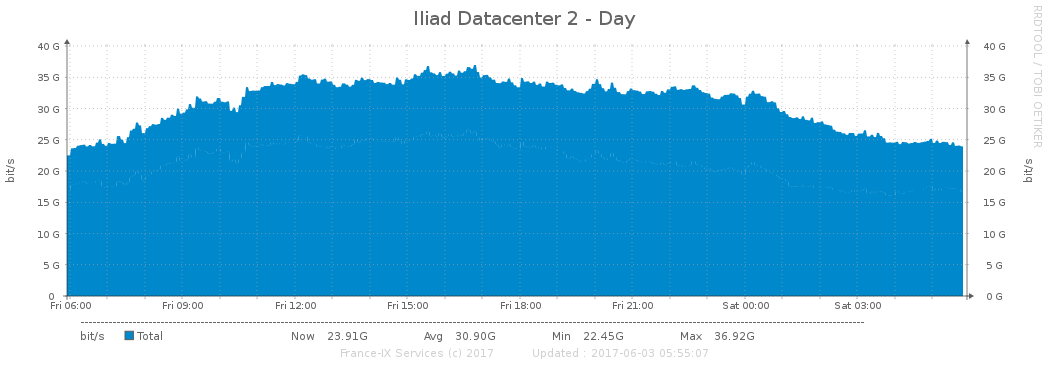 Iliad Datacenter 2 - Day
RRDTOOL / TOBI OETIKER
40 G 40 G
35 G 35 G
30 G 30 G
25 G 25 G
20 G 20 G
15 G 15 G
10 G 10 G
5 G 5 G
0 0 G
bit/s
bit/s
Fri 06:00 Fri 09:00 Fri 12:00 Fri 15:00 Fri 18:00 Fri 21:00 Sat 00:00 Sat 03:00
bit/s Total Now 23.91G Avg 30.90G Min 22.45G Max 36.92G
France-IX Services (c) 2017 Updated : 2017-06-03 05:55:07